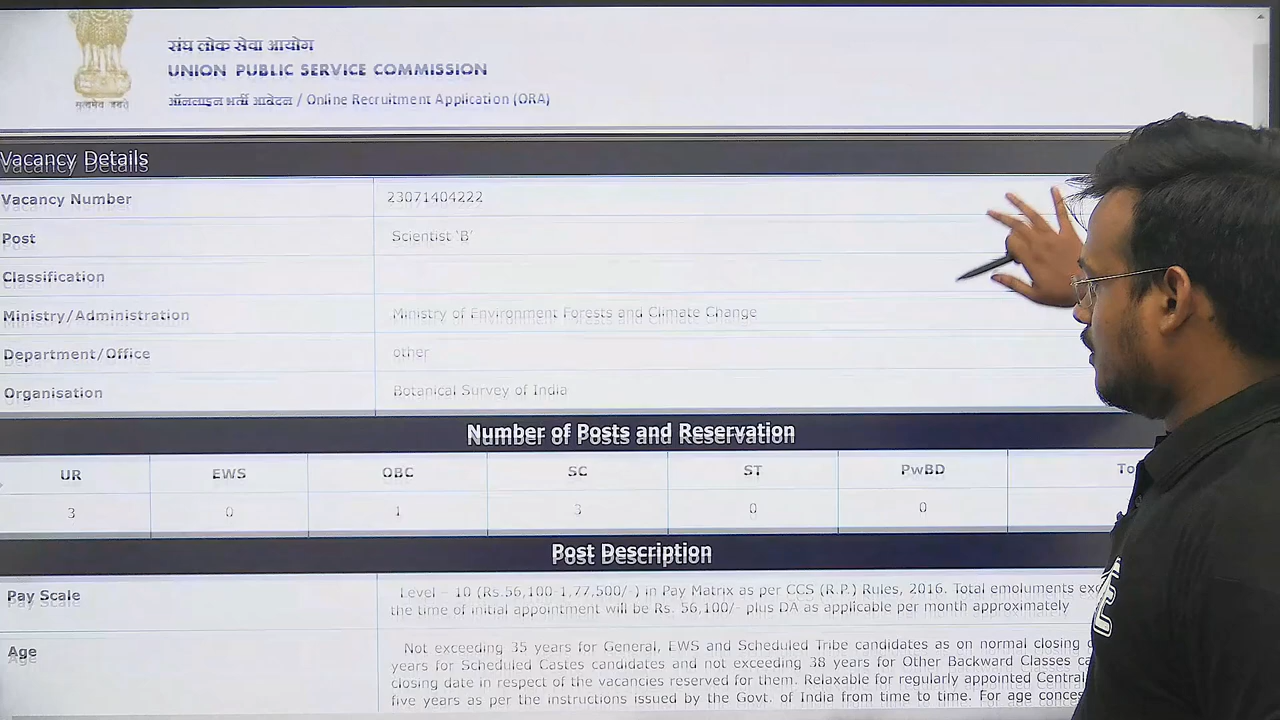 सत्यमेव जयते
संघ लोक सेवा आयोग
UNION PUBLIC SERVICE COMMISSION
ऑनलाइन भर्ती आवेदन / Online Recruitment Application (ORA)
Vacancy Details
Vacancy Number 23071404222
Post Scientist 'B'
Classification
Ministry/Administration Ministry of Environment Forests and Climate Change
Department/Office other
Organisation Botanical Survey of India
Number of Posts and Reservation
UR EWS OBC SC ST PwBD To
3 0 1 3 0 0
Post Description
Pay Scale
Level - 10 (Rs.56,100-1,77,500/-) in Pay Matrix as per CCS (R.P.) Rules, 2016. Total emoluments exc
the time of initial appointment will be Rs. 56,100/- plus DA as applicable per month approximately
Age
Not exceeding 35 years for General, EWS and Scheduled Tribe candidates as on normal closing
years for Scheduled Castes candidates and not exceeding 38 years for Other Backward Classes ca
closing date in respect of the vacancies reserved for them. Relaxable for regularly appointed Central
five years as per the instructions issued by the Govt. of India from time to time. For age conces